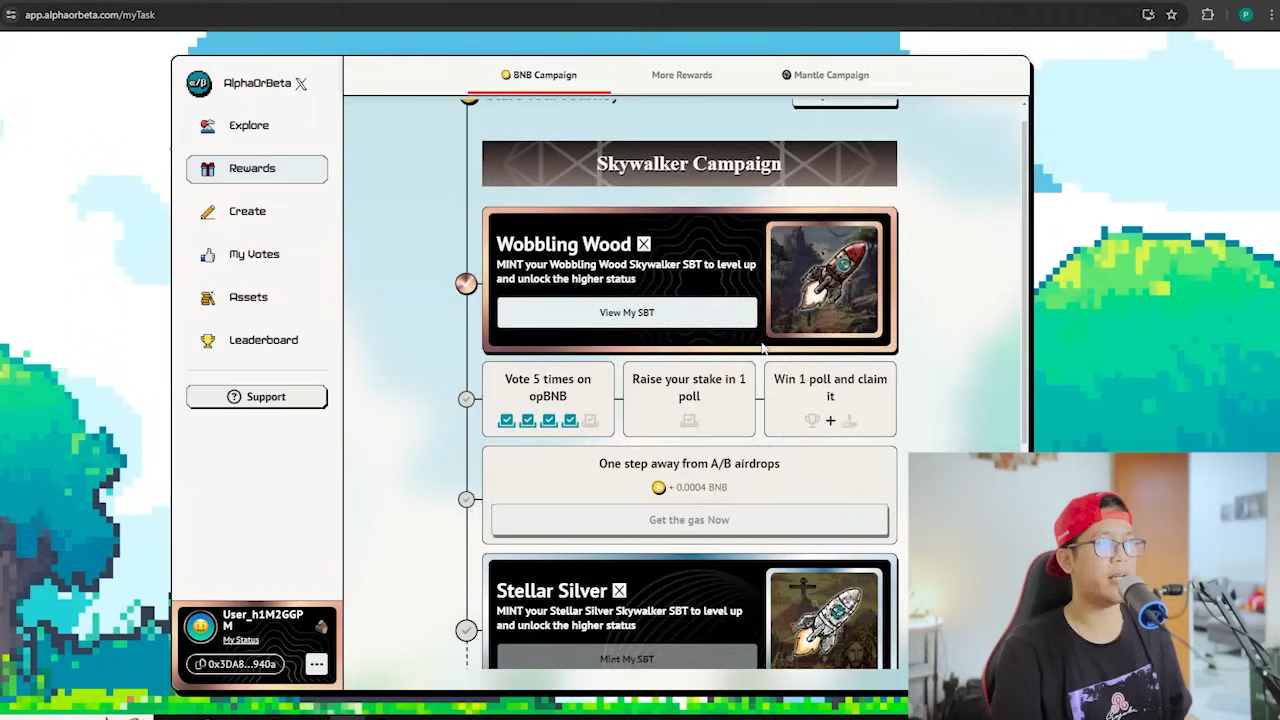 app.alphaorbeta.com/myTask
P
α/β
AlphaOrBeta
BNB Campaign
More Rewards
Mantle Campaign
Explore
Rewards
Create
My Votes
Assets
Leaderboard
Support
Skywalker Campaign
Wobbling Wood
MINT your Wobbling Wood Skywalker SBT to level up
and unlock the higher status
View My SBT
Vote 5 times on
opBNB
Raise your stake in 1
poll
Win 1 poll and claim
it
+
One step away from A/B airdrops
+ 0.0004 BNB
Get the gas Now
Stellar Silver
MINT your Stellar Silver Skywalker SBT to level up
and unlock the higher status
Mint My SBT
User_h1M2GGP
M
My Status
0x3DA8...940a